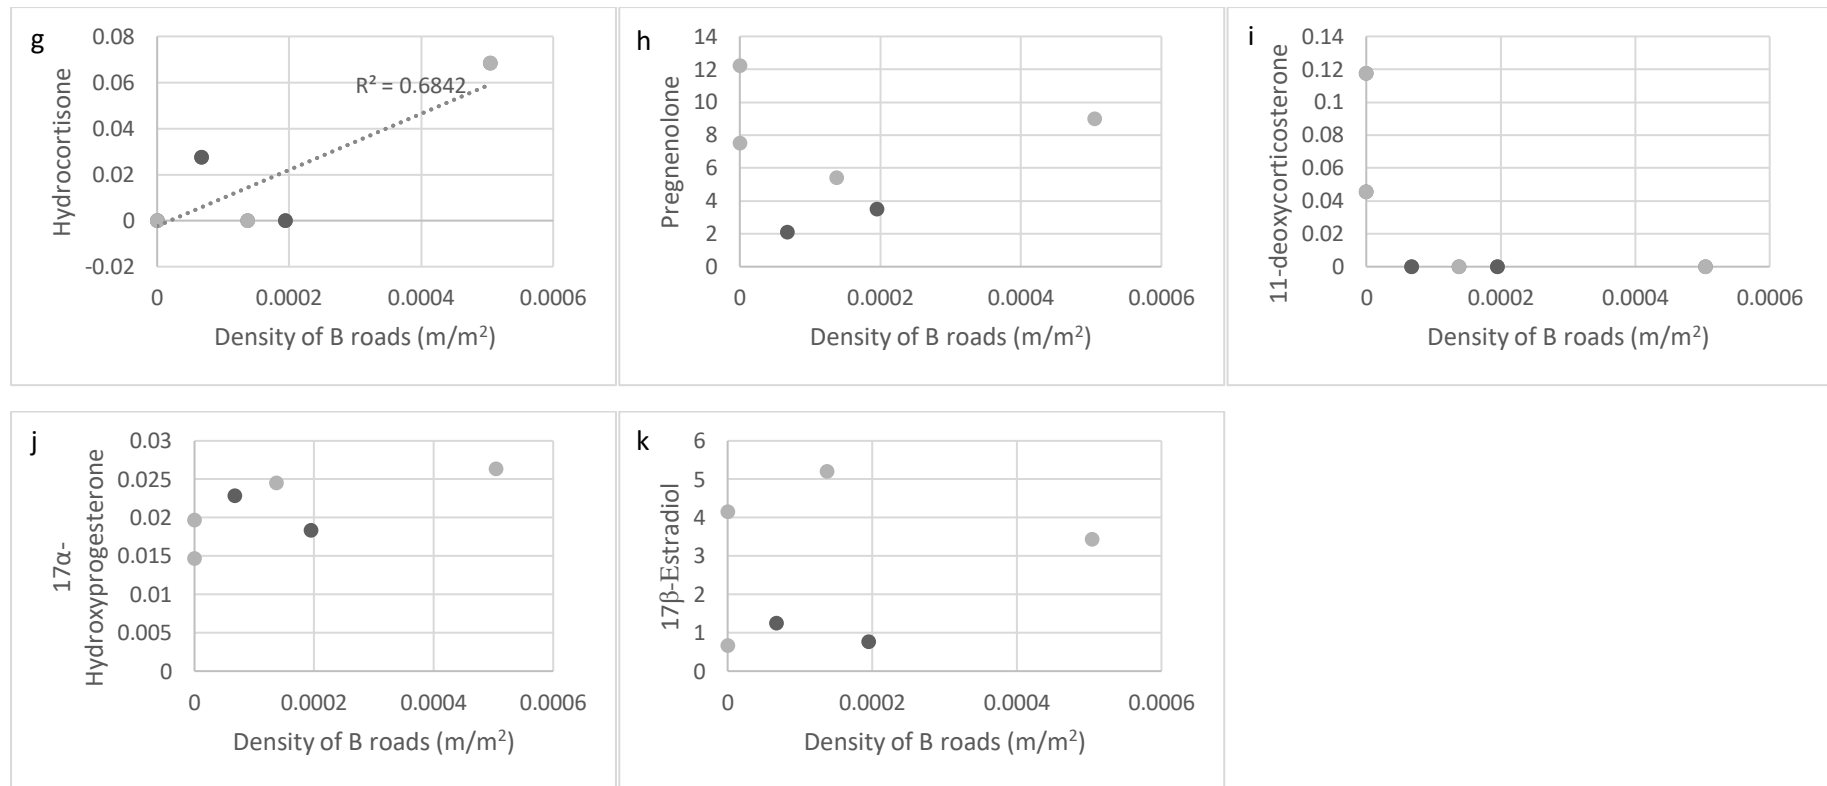 g
0.08
0.06
0.04
0.02
0
-0.02
Hydrocortisone
R² = 0.6842
0 0.0002 0.0004 0.0006
Density of B roads (m/m²)
h
14
12
10
8
6
4
2
0
Pregnenolone
0 0.0002 0.0004 0.0006
Density of B roads (m/m²)
i
0.14
0.12
0.1
0.08
0.06
0.04
0.02
0
11-deoxycorticosterone
0 0.0002 0.0004 0.0006
Density of B roads (m/m²)
j
0.03
0.025
0.02
0.015
0.01
0.005
0
17α-
Hydroxyprogesterone
0 0.0002 0.0004 0.0006
Density of B roads (m/m²)
k
6
5
4
3
2
1
0
17β-Estradiol
0 0.0002 0.0004 0.0006
Density of B roads (m/m²)